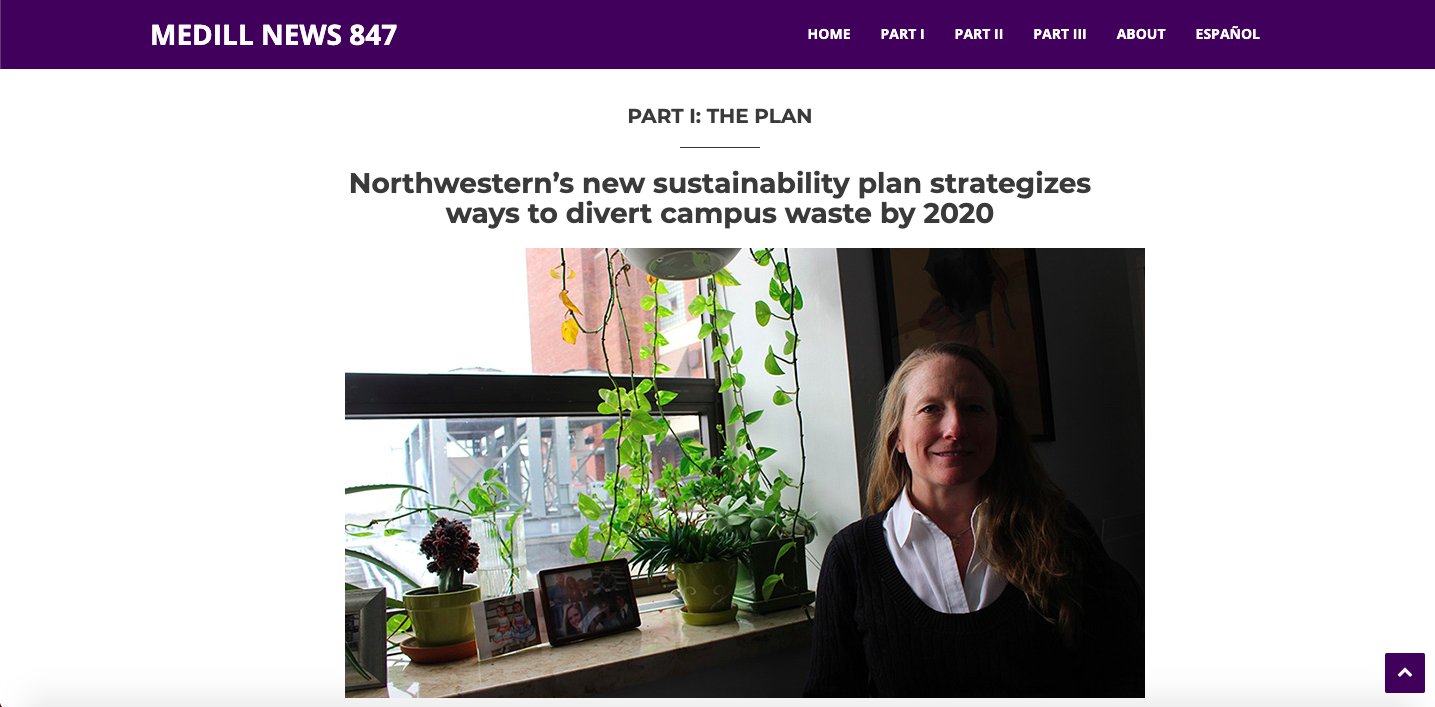 MEDILL NEWS 847
HOME PART I PART II PART III ABOUT ESPAÑOL
PART I: THE PLAN
Northwestern’s new sustainability plan strategizes
ways to divert campus waste by 2020